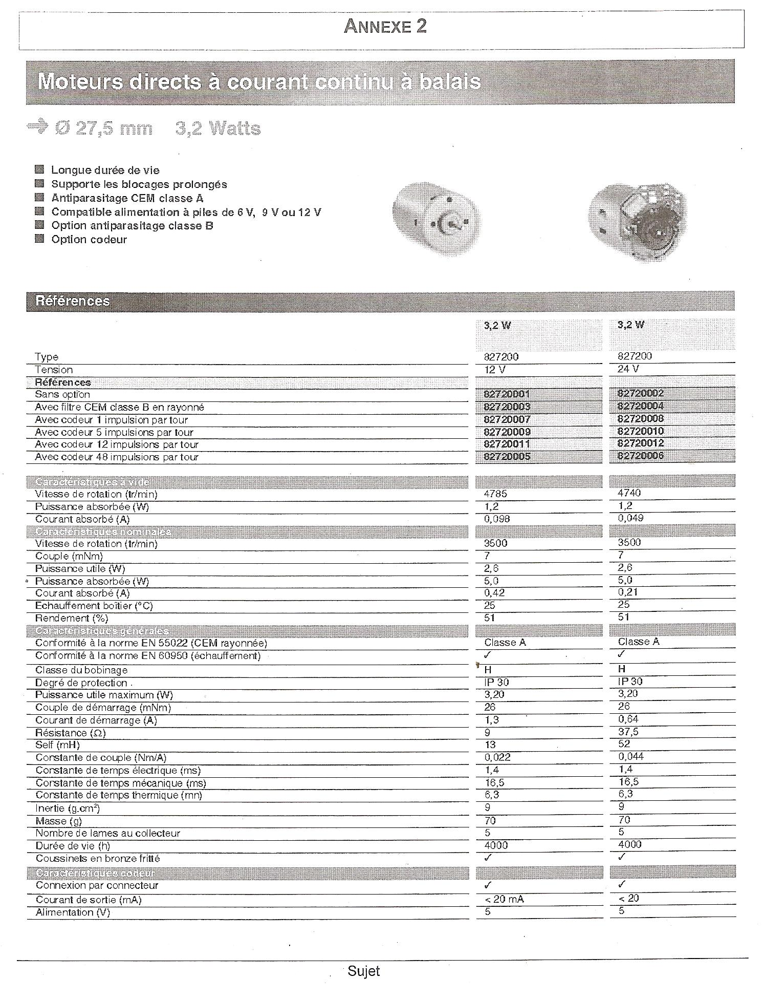 ANNEXE 2
Moteurs directs à courant continu à balais
→ Ø 27,5 mm 3,2 Watts
■ Longue durée de vie
■ Supporte les blocages prolongés
■ Antiparasitage CEM classe A
■ Compatible alimentation à piles de 6 V, 9 V ou 12 V
■ Option antiparasitage classe B
■ Option codeur
Références
3,2 W 3,2 W
Type 827200 827200
Tension 12 V 24 V
Références
Sans option 82720001 82720002
Avec filtre CEM classe B en rayonné 82720003 82720004
Avec codeur 1 impulsion par tour 82720007 82720008
Avec codeur 5 impulsions par tour 82720009 82720010
Avec codeur 12 impulsions par tour 82720011 82720012
Avec codeur 48 impulsions par tour 82720005 82720006
Caractéristiques à vide
Vitesse de rotation (tr/min) 4785 4740
Puissance absorbée (W) 1,2 1,2
Courant absorbé (A) 0,098 0,049
Caractéristiques nominales
Vitesse de rotation (tr/min) 3500 3500
Couple (mNm) 7 7
Puissance utile (W) 2,6 2,6
Puissance absorbée (W) 5,0 5,0
Courant absorbé (A) 0,42 0,21
Echauffement boîtier (°C) 25 25
Rendement (%) 51 51
Caractéristiques générales
Conformité à la norme EN 55022 (CEM rayonnée) Classe A Classe A
Conformité à la norme EN 60950 (échauffement) ✓ ✓
Classe du bobinage H H
Degré de protection IP 30 IP 30
Puissance utile maximum (W) 3,20 3,20
Couple de démarrage (mNm) 26 26
Courant de démarrage (A) 1,3 0,64
Résistance (Ω) 9 37,5
Self (mH) 13 52
Constante de couple (Nm/A) 0,022 0,044
Constante de temps électrique (ms) 1,4 1,4
Constante de temps mécanique (ms) 16,5 16,5
Constante de temps thermique (mn) 6,3 6,3
Inertie (g.cm²) 9 9
Masse (g) 70 70
Nombre de lames au collecteur 5 5
Durée de vie (h) 4000 4000
Coussinets en bronze fritté ✓ ✓
Caractéristiques codeur
Connexion par connecteur ✓ ✓
Courant de sortie (mA) < 20 mA < 20
Alimentation (V) 5 5
Sujet